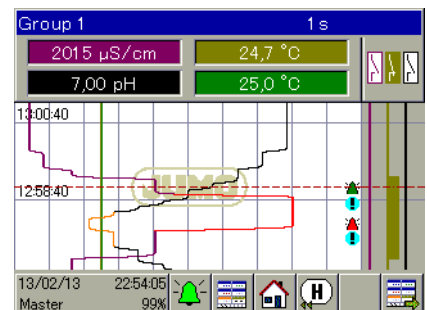 Group 1 1 s
2015 µS/cm 24,7 °C
7,00 pH 25,0 °C
13:00:40
JUMO
12:58:40
13/02/13 22:54:05
Master 99%
H